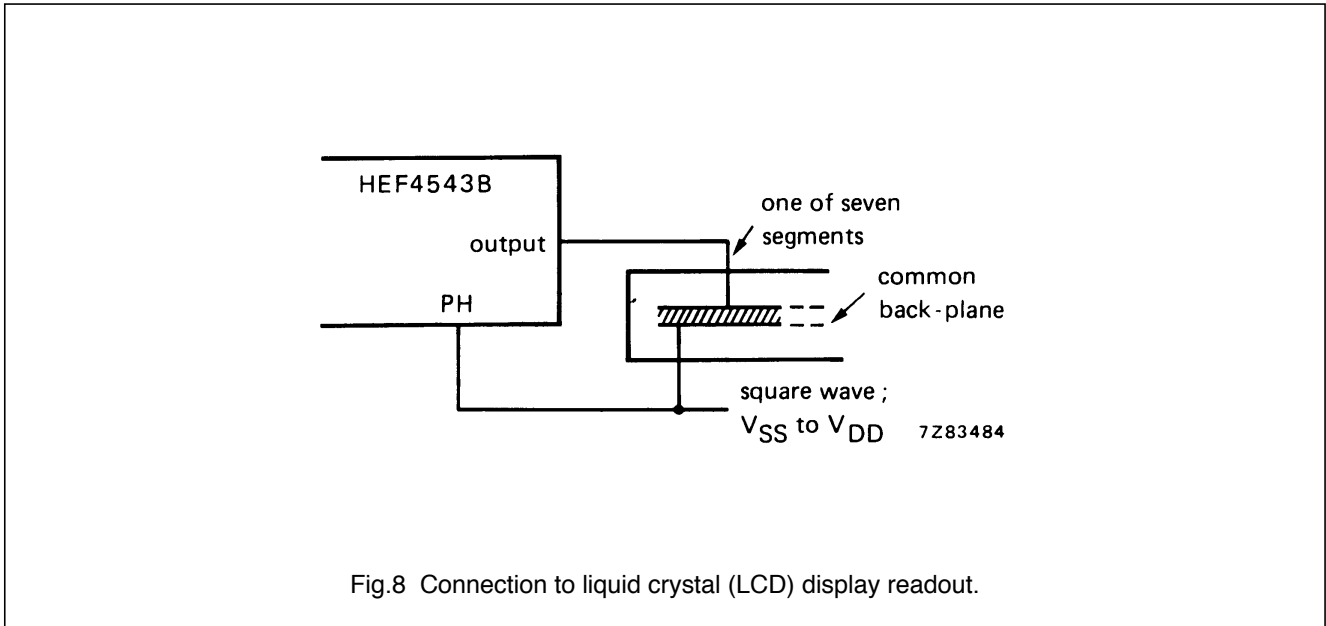 HEF4543B
output
PH
one of seven
segments
common
back-plane
square wave ;
VSS to VDD
7Z83484
Fig.8 Connection to liquid crystal (LCD) display readout.